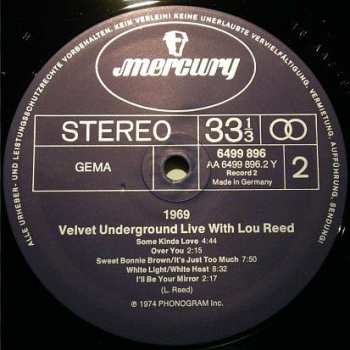 ALLE URHEBER- UND LEISTUNGSSCHUTZRECHTE VORBEHALTEN. KEIN VERLEIH! KEINE UNERLAUBTE VERVIELFÄLTIGUNG, VERMIETUNG, AUFFÜHRUNG, SENDUNG!
mercury
STEREO
33 1/3
GEMA
6499 896
AA 6499 896.2 Y
Record 2
Made in Germany
2
1969
Velvet Underground Live With Lou Reed
Some Kinda Love 4:44
Over You 2:15
Sweet Bonnie Brown/It's Just Too Much 7:50
White Light/White Heat 8:32
I'll Be Your Mirror 2:17
(L. Reed)
℗ 1974 PHONOGRAM Inc.